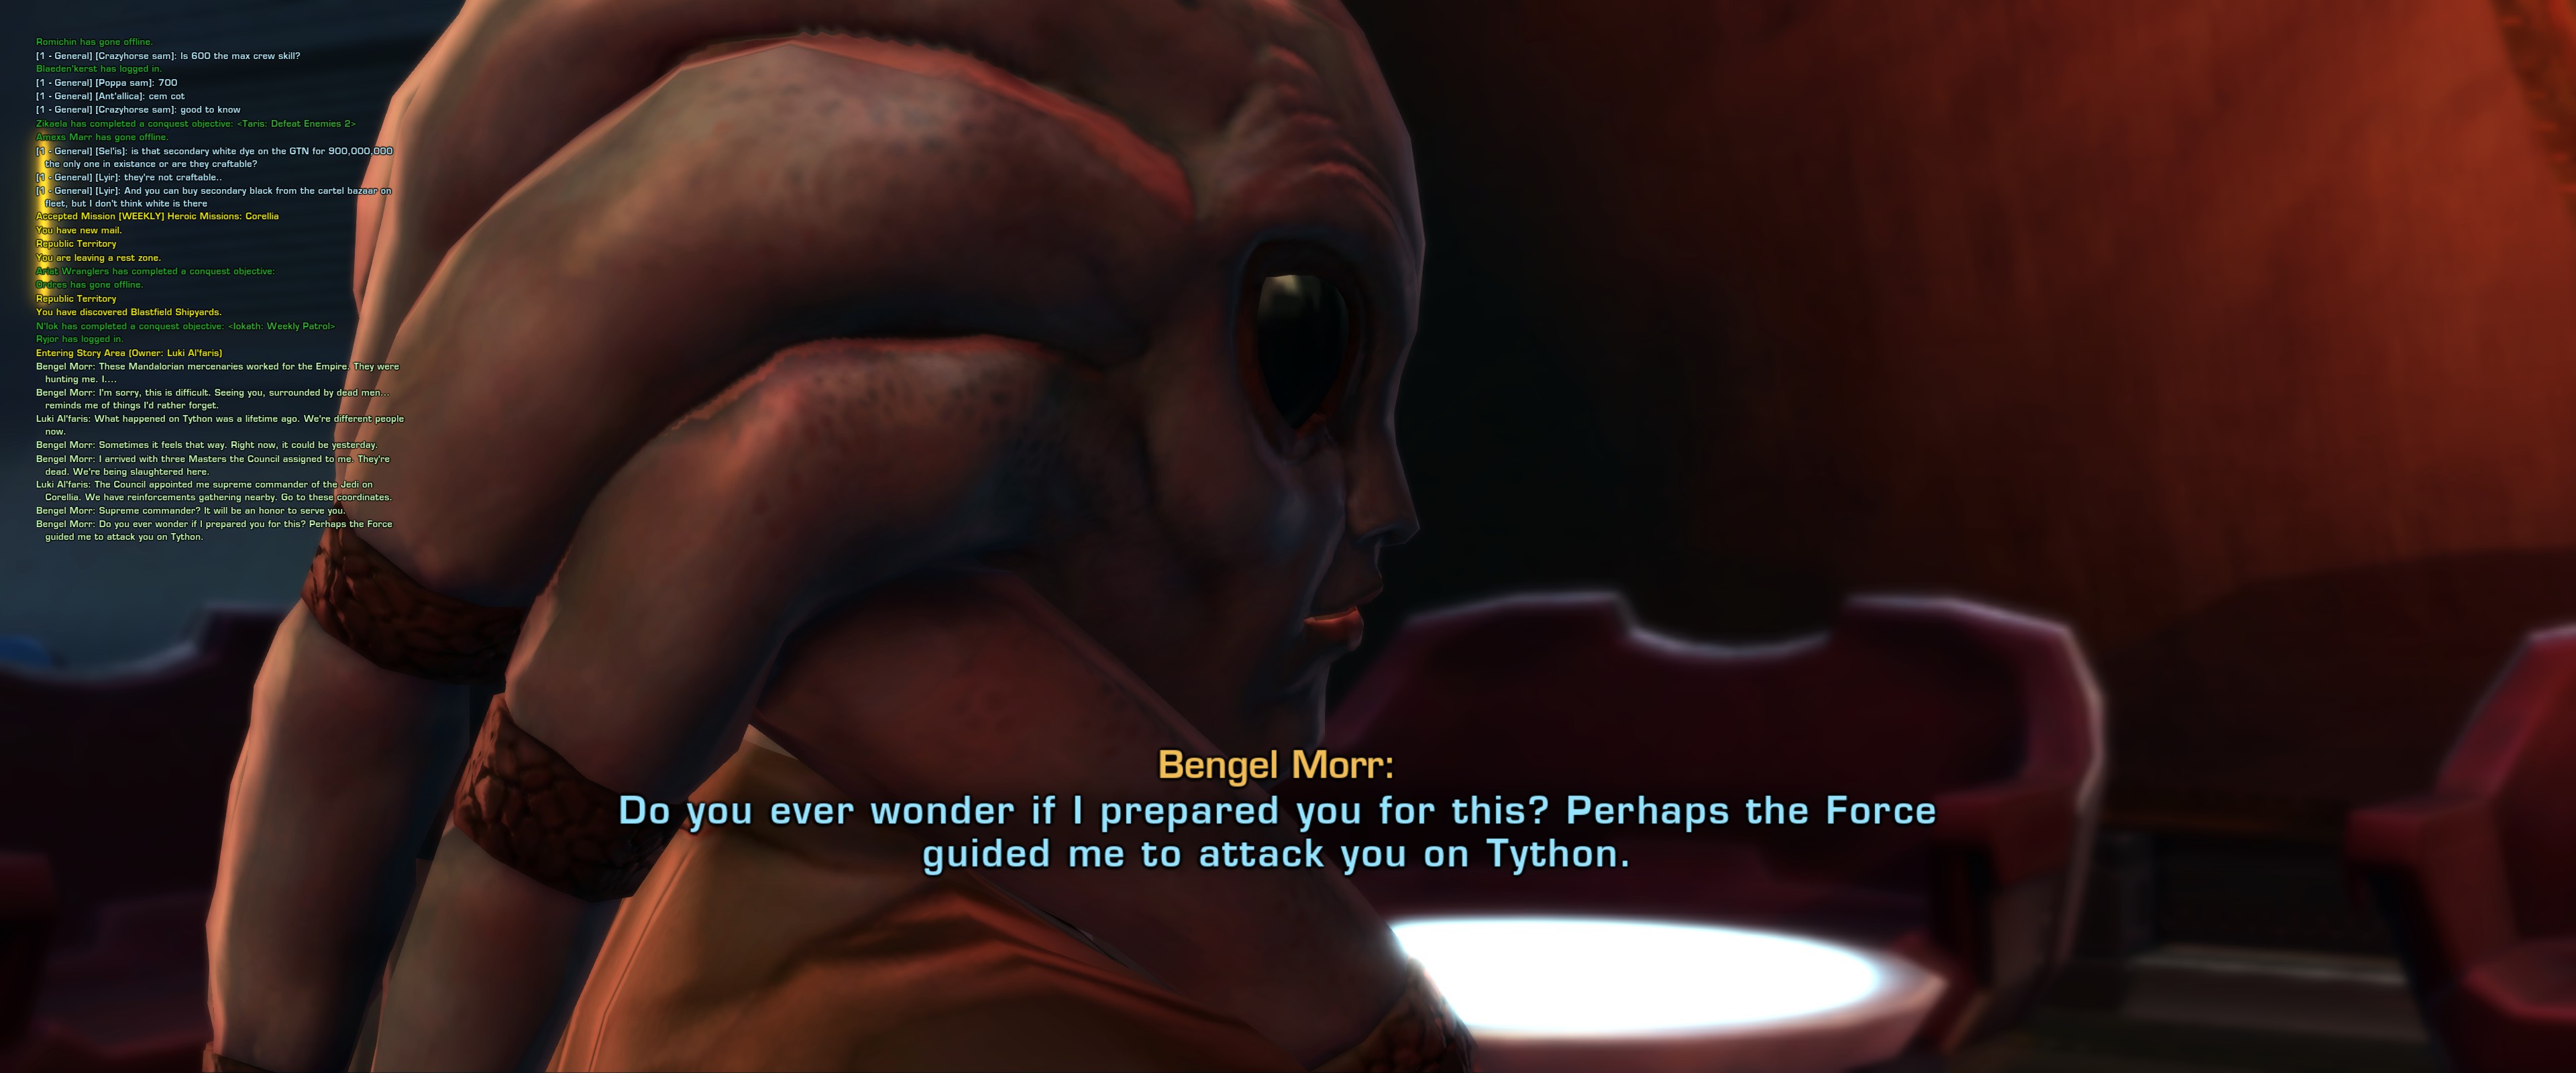 Romichin has gone offline.
[1 - General] [Crazyhorse sam]: Is 600 the max crew skill?
Blaeden'kerst has logged in.
[1 - General] [Poppa sam]: 700
[1 - General] [Ant'allica]: cem cot
[1 - General] [Crazyhorse sam]: good to know
Zikaela has completed a conquest objective: <Taris: Defeat Enemies 2>
Amexs Marr has gone offline.
[1 - General] [Sel'is]: is that secondary white dye on the GTN for 900,000,000
the only one in existance or are they craftable?
[1 - General] [Lyir]: they're not craftable..
[1 - General] [Lyir]: And you can buy secondary black from the cartel bazaar on
fleet, but I don't think white is there
Accepted Mission [WEEKLY] Heroic Missions: Corellia
You have new mail.
Republic Territory
You are leaving a rest zone.
Ariat Wranglers has completed a conquest objective:
Ordres has gone offline.
Republic Territory
You have discovered Blastfield Shipyards.
N'lok has completed a conquest objective: <Iokath: Weekly Patrol>
Ryjor has logged in.
Entering Story Area (Owner: Luki Al'faris)
Bengel Morr: These Mandalorian mercenaries worked for the Empire. They were
hunting me. I....
Bengel Morr: I'm sorry, this is difficult. Seeing you, surrounded by dead men...
reminds me of things I'd rather forget.
Luki Al'faris: What happened on Tython was a lifetime ago. We're different people
now.
Bengel Morr: Sometimes it feels that way. Right now, it could be yesterday.
Bengel Morr: I arrived with three Masters the Council assigned to me. They're
dead. We're being slaughtered here.
Luki Al'faris: The Council appointed me supreme commander of the Jedi on
Corellia. We have reinforcements gathering nearby. Go to these coordinates.
Bengel Morr: Supreme commander? It will be an honor to serve you.
Bengel Morr: Do you ever wonder if I prepared you for this? Perhaps the Force
guided me to attack you on Tython.
Bengel Morr:
Do you ever wonder if I prepared you for this? Perhaps the Force
guided me to attack you on Tython.